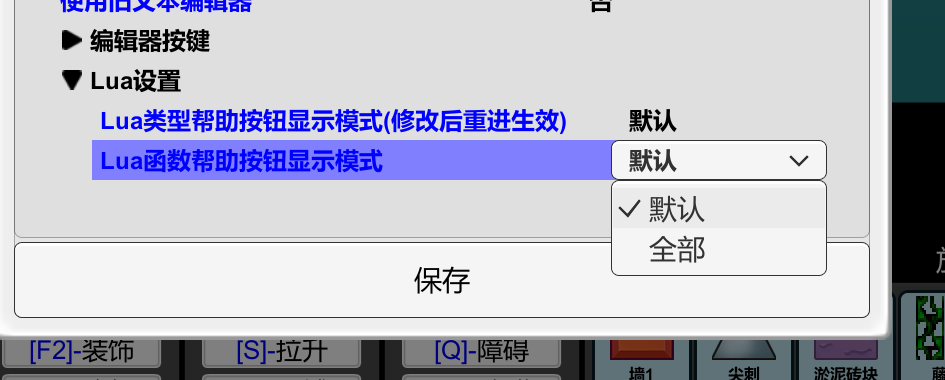 使用旧文本编辑器 否
编辑器按键
Lua设置
Lua类型帮助按钮显示模式(修改后重进生效) 默认
Lua函数帮助按钮显示模式 默认
默认
全部
保存
[F2]-装饰 [S]-拉升 [Q]-障碍
墙1 尖刺 淤泥砖块